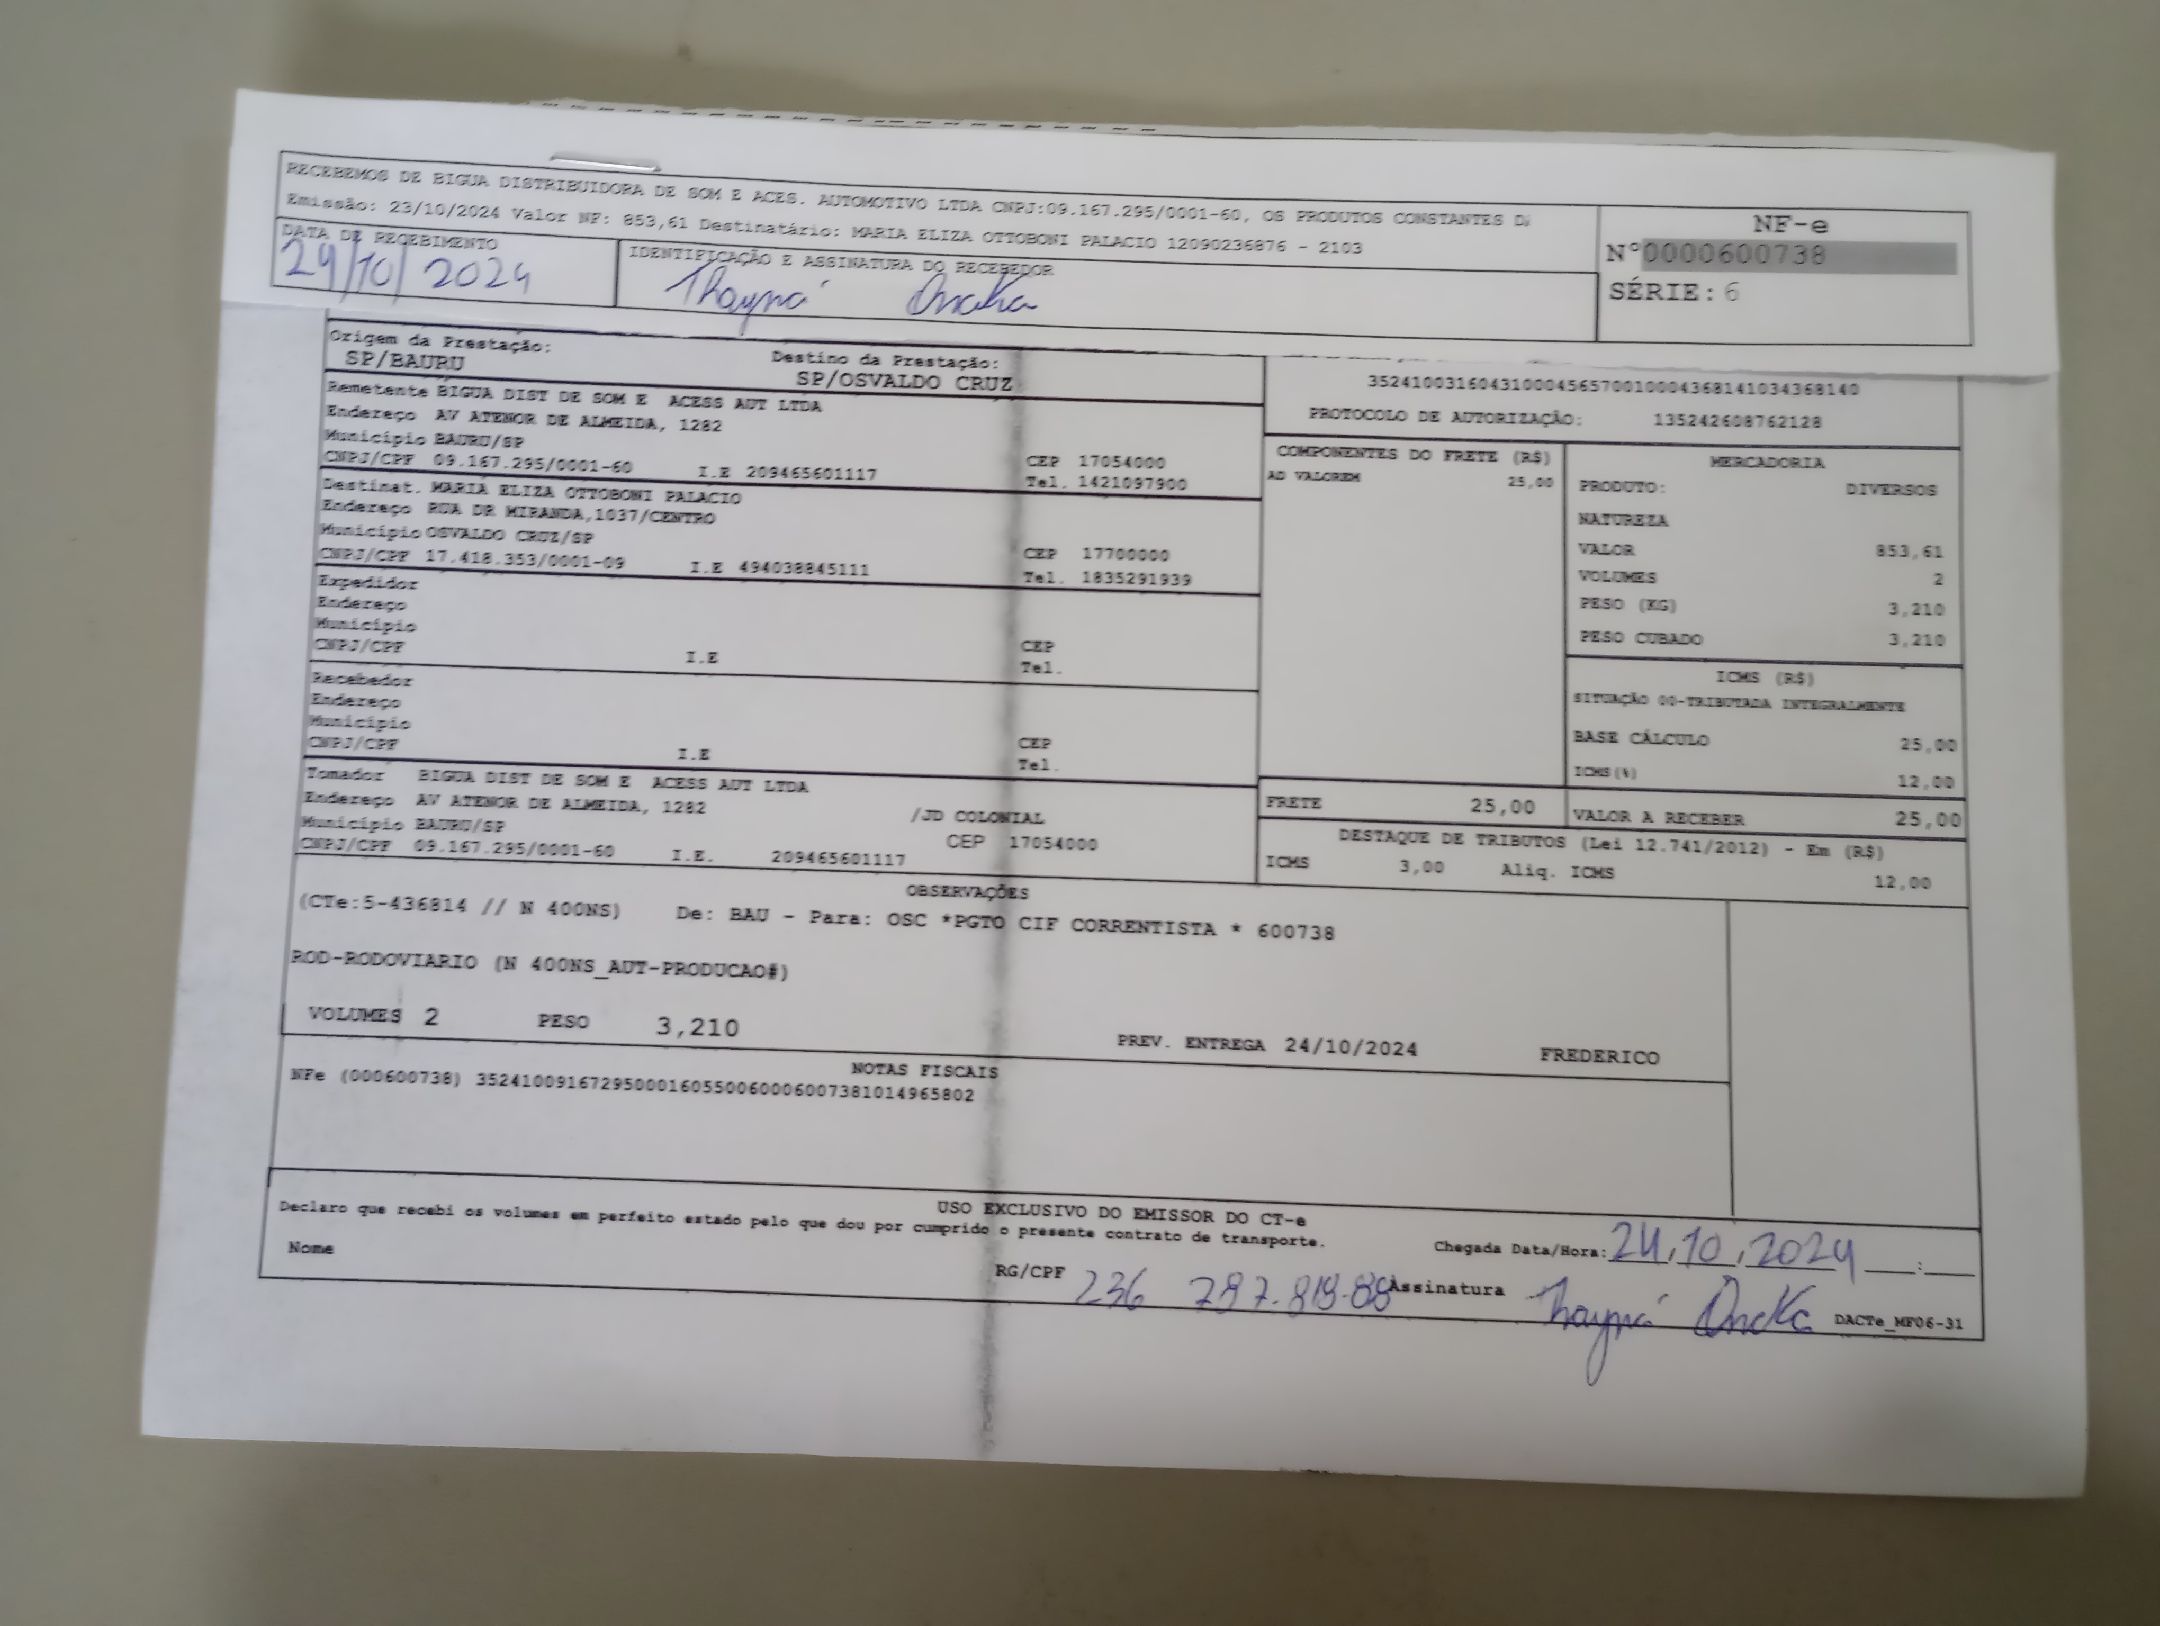 RECEBEMOS DE BIGUA DISTRIBUIDORA DE SOM E ACES. AUTOMOTIVO LTDA CNPJ:09.167.295/0001-60, OS PRODUTOS CONSTANTES
Emissão: 23/10/2024 Valor NF: 853,61 Destinatário: MARIA ELIZA OTTOBONI PALACIO 12090236876 - 2103
NF-e
Nº0000600738
SÉRIE: 6
DATA DE RECEBIMENTO
24/10/2024
IDENTIFICAÇÃO E ASSINATURA DO RECEBEDOR
Thayná
Origem da Prestação:
SP/BAURU
Destino da Prestação:
SP/OSVALDO CRUZ
35241003160431000456570010004368141034368140
PROTOCOLO DE AUTORIZAÇÃO: 135242608762128
Remetente BIGUA DIST DE SOM E ACESS AUT LTDA
Endereço AV ATENOR DE ALMEIDA, 1282
Município BAURU/SP
CEP 17054000
CNPJ/CPF 09.167.295/0001-60 I.E 209465601117 Tel. 1421097900
Destinat. MARIA ELIZA OTTOBONI PALACIO
Endereço RUA DR MIRANDA,1037/CENTRO
Município OSVALDO CRUZ/SP
CEP 17700000
CNPJ/CPF 17.418.353/0001-09 I.E 494038845111 Tel. 1835291939
Expedidor
Endereço
Município
CEP
CNPJ/CPF I.E Tel.
Recebedor
Endereço
Município
CEP
CNPJ/CPF I.E Tel.
Tomador BIGUA DIST DE SOM E ACESS AUT LTDA
Endereço AV ATENOR DE ALMEIDA, 1282 /JD COLONIAL
Município BAURU/SP CEP 17054000
CNPJ/CPF 09.167.295/0001-60 I.E. 209465601117
COMPONENTES DO FRETE (R$)
AD VALOREM 25,00
MERCADORIA
PRODUTO: DIVERSOS
NATUREZA
VALOR 853,61
VOLUMES 2
PESO (KG) 3,210
PESO CUBADO 3,210
ICMS (R$)
SITUAÇÃO 00-TRIBUTADA INTEGRALMENTE
BASE CÁLCULO 25,00
ICMS(%) 12,00
FRETE 25,00
VALOR A RECEBER 25,00
DESTAQUE DE TRIBUTOS (Lei 12.741/2012) - Em (R$)
ICMS 3,00 Aliq. ICMS 12,00
OBSERVAÇÕES
(CTe:5-436814 // N 400NS) De: BAU - Para: OSC *PGTO CIF CORRENTISTA * 600738
ROD-RODOVIARIO (N 400NS_AUT-PRODUCAO#)
VOLUMES 2 PESO 3,210
PREV. ENTREGA 24/10/2024 FREDERICO
NOTAS FISCAIS
NFe (000600738) 35241009167295000160550060006007381014965802
USO EXCLUSIVO DO EMISSOR DO CT-e
Declaro que recebi os volumes em perfeito estado pelo que dou por cumprido o presente contrato de transporte.
Chegada Data/Hora: 24/10/2024 ___:___
Nome
RG/CPF 236
Assinatura Thayná
DACTe_MF06-31